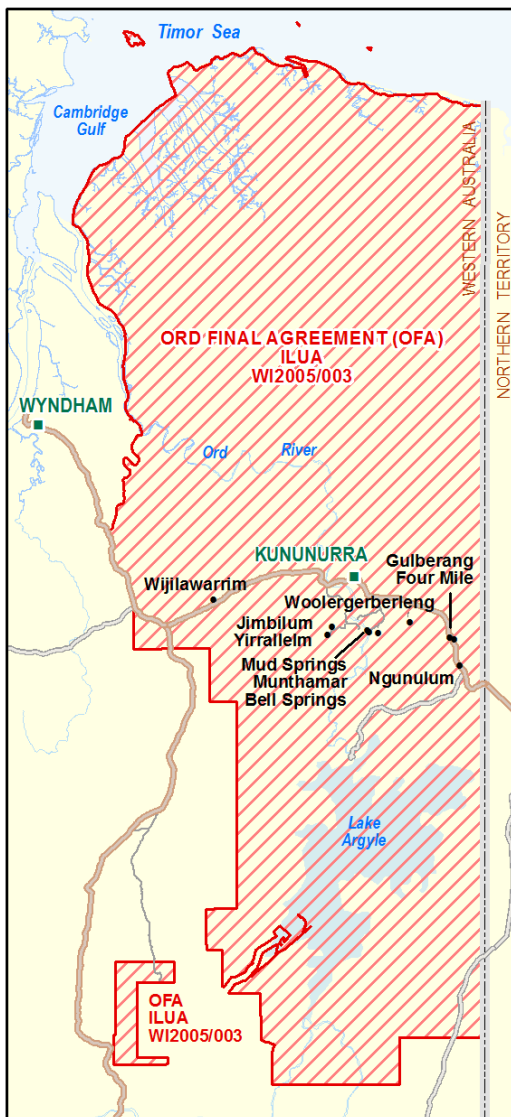 Timor Sea
Cambridge
Gulf
WESTERN AUSTRALIA
NORTHERN TERRITORY
ORD FINAL AGREEMENT (OFA)
ILUA
WI2005/003
WYNDHAM
Ord River
KUNUNURRA
Gulberang
Four Mile
Wijilawarrim
Woolergerberleng
Jimbilum
Yirrallelm
Mud Springs
Munthamar
Bell Springs
Ngunulum
Lake
Argyle
OFA
ILUA
WI2005/003